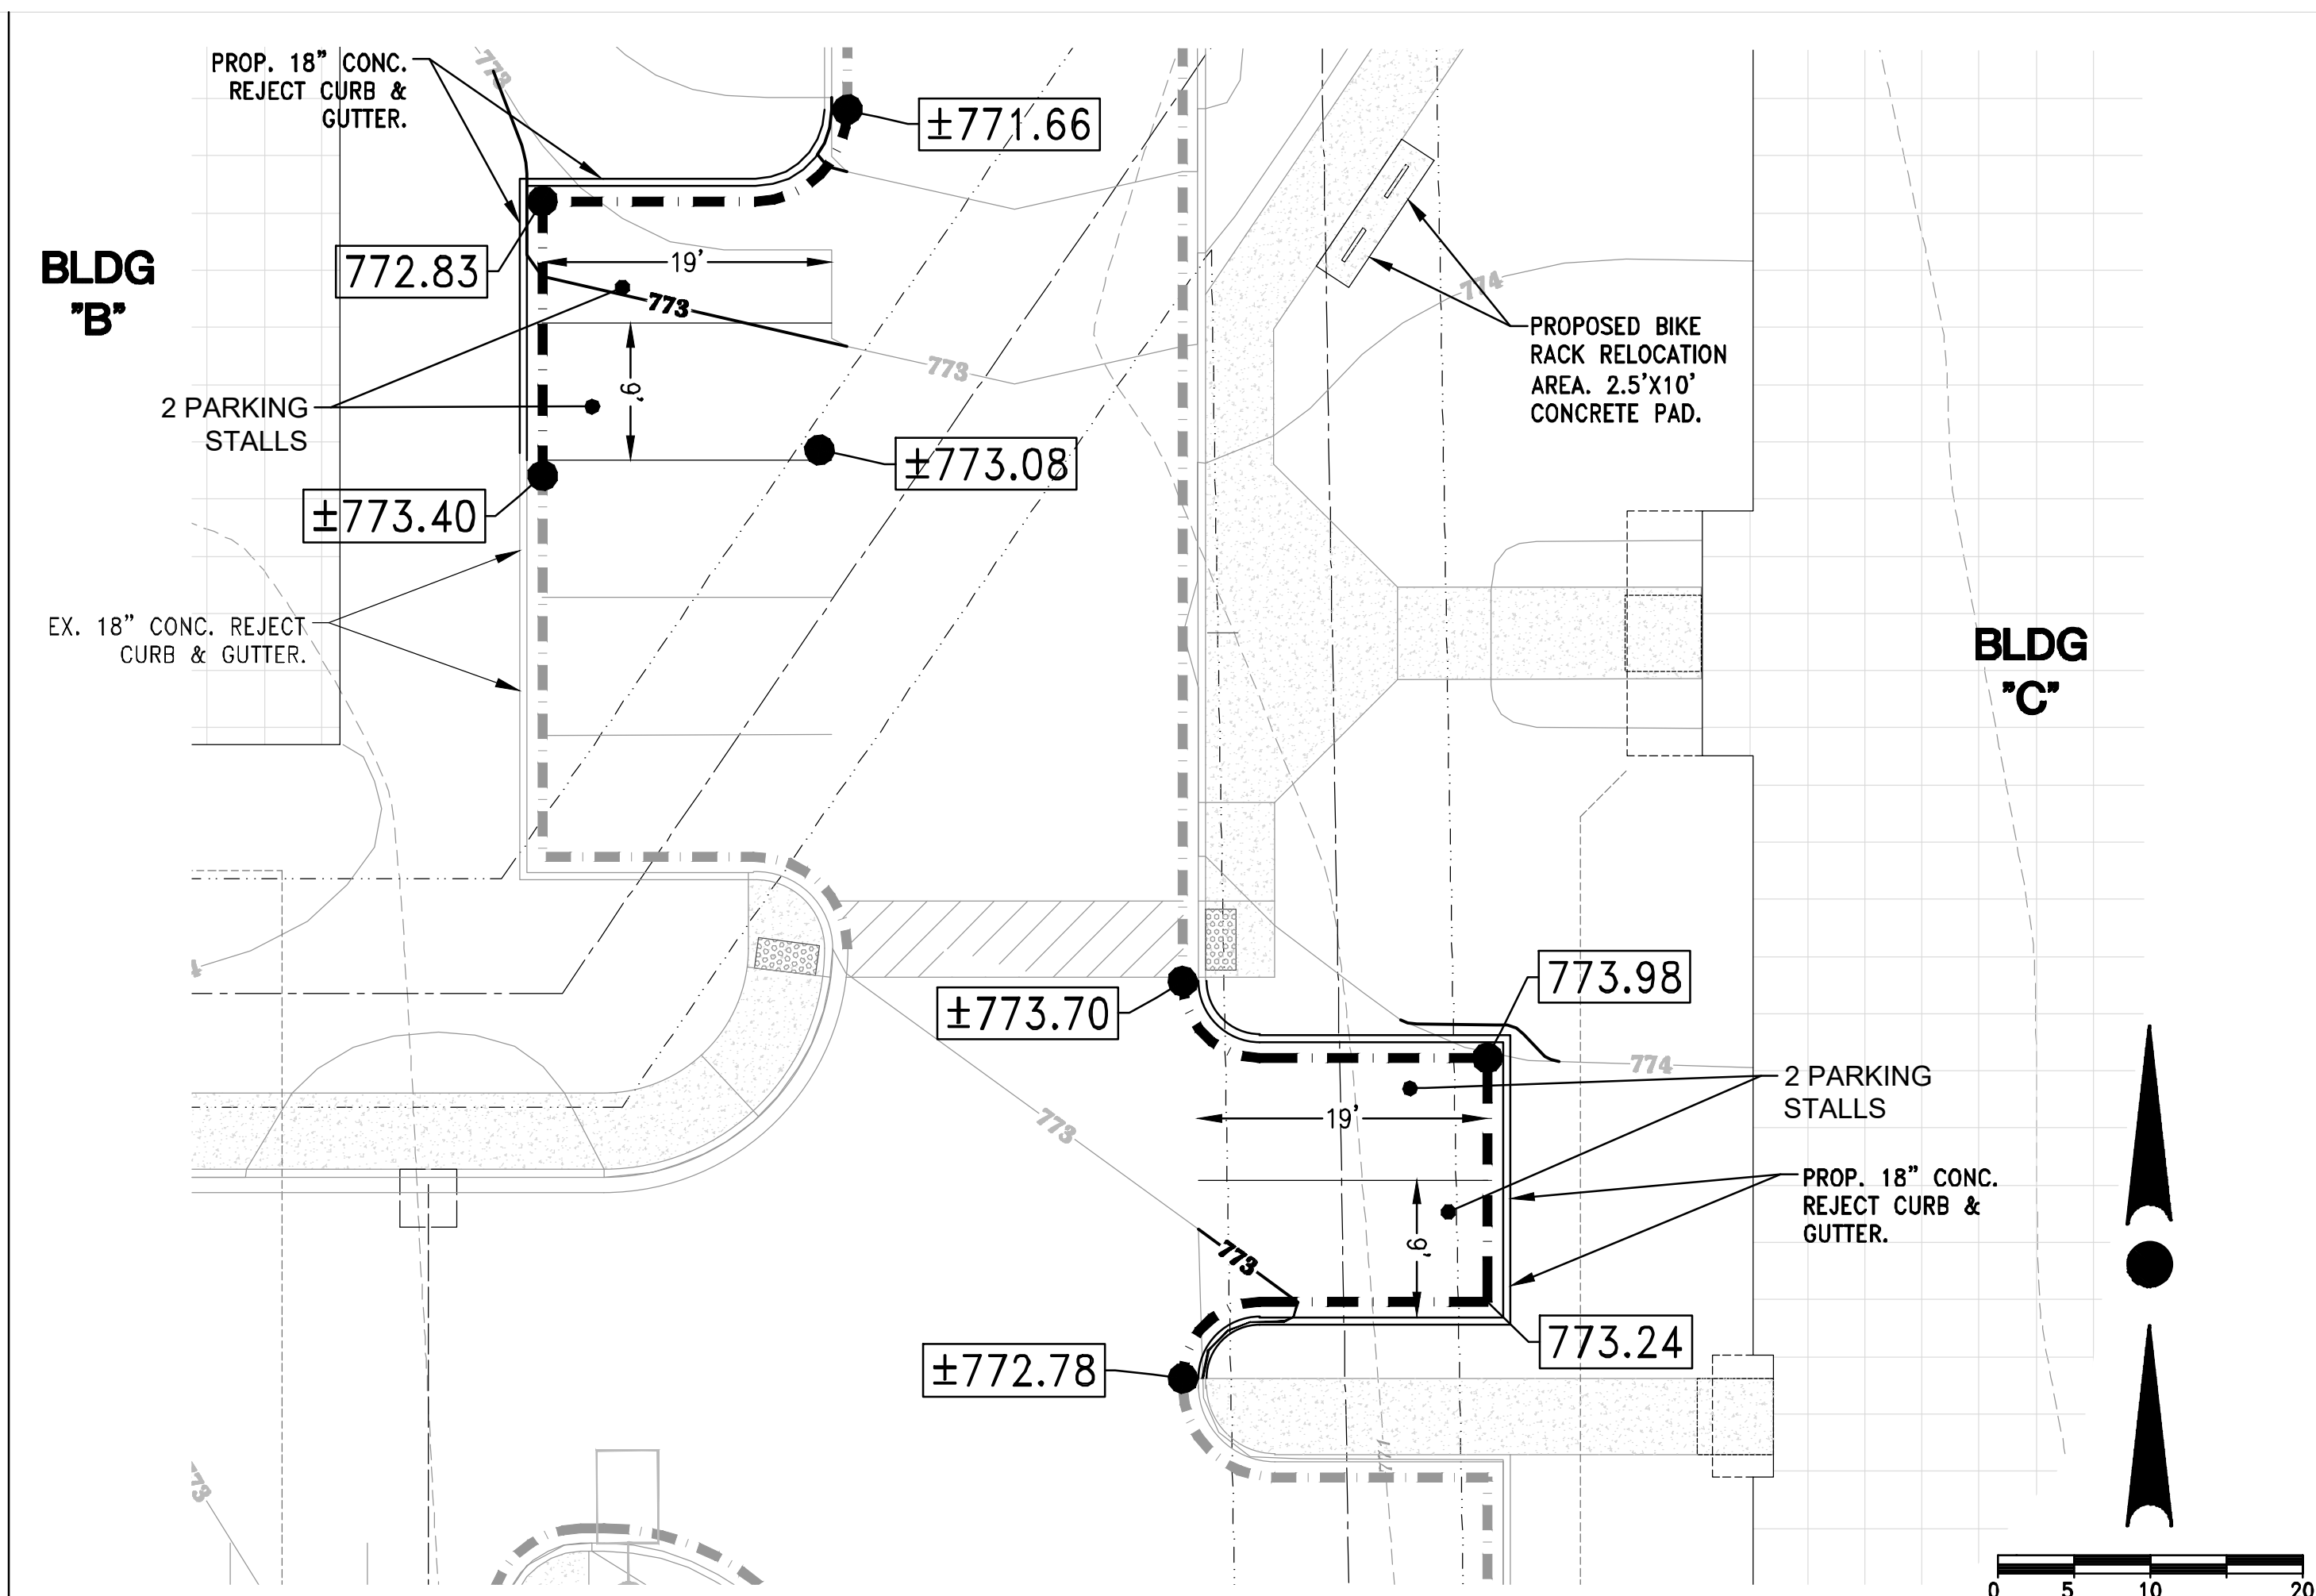 PROP. 18” CONC.
REJECT CURB &
GUTTER.
773
±771.66
BLDG
”B”
772.83
19'
773
773
9'
2 PARKING
STALLS
±773.08
±773.40
EX. 18” CONC. REJECT
CURB & GUTTER.
774
PROPOSED BIKE
RACK RELOCATION
AREA. 2.5'X10'
CONCRETE PAD.
BLDG
”C”
773.98
±773.70
774
2 PARKING
STALLS
19'
773
PROP. 18” CONC.
REJECT CURB &
GUTTER.
9'
773
773.24
±772.78
771
773
0 5 10 20